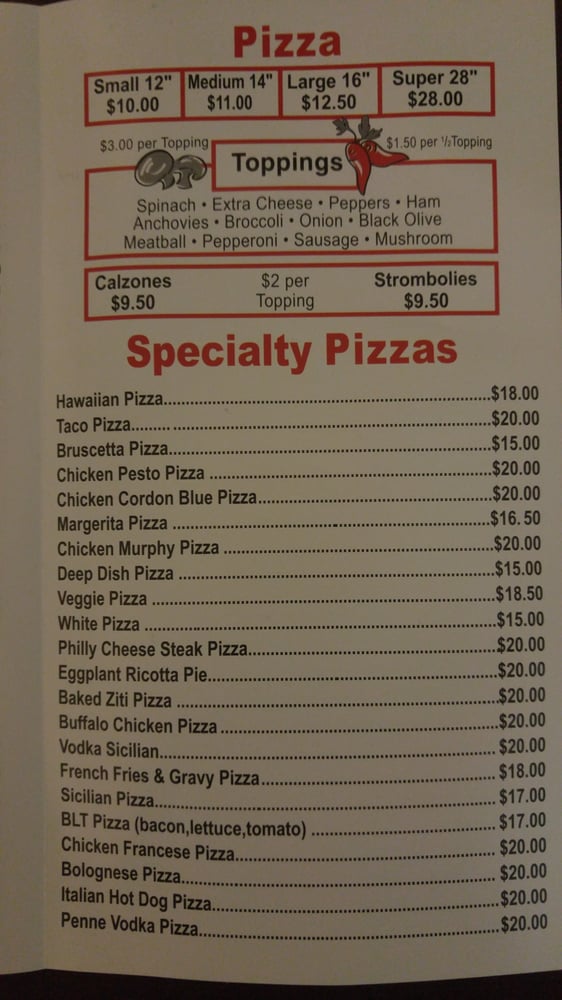 Pizza
Small 12" Medium 14" Large 16" Super 28"
$10.00 $11.00 $12.50 $28.00
$3.00 per Topping $1.50 per ½Topping
Toppings
Spinach • Extra Cheese • Peppers • Ham
Anchovies • Broccoli • Onion • Black Olive
Meatball • Pepperoni • Sausage • Mushroom
Calzones $2 per Strombolies
$9.50 Topping $9.50
Specialty Pizzas
Hawaiian Pizza $18.00
Taco Pizza $20.00
Bruscetta Pizza $15.00
Chicken Pesto Pizza $20.00
Chicken Cordon Blue Pizza $20.00
Margerita Pizza $16.50
Chicken Murphy Pizza $20.00
Deep Dish Pizza $15.00
Veggie Pizza $18.50
White Pizza $15.00
Philly Cheese Steak Pizza $20.00
Eggplant Ricotta Pie $20.00
Baked Ziti Pizza $20.00
Buffalo Chicken Pizza $20.00
Vodka Sicilian $20.00
French Fries & Gravy Pizza $18.00
Sicilian Pizza $17.00
BLT Pizza (bacon,lettuce,tomato) $17.00
Chicken Francese Pizza $20.00
Bolognese Pizza $20.00
Italian Hot Dog Pizza $20.00
Penne Vodka Pizza $20.00